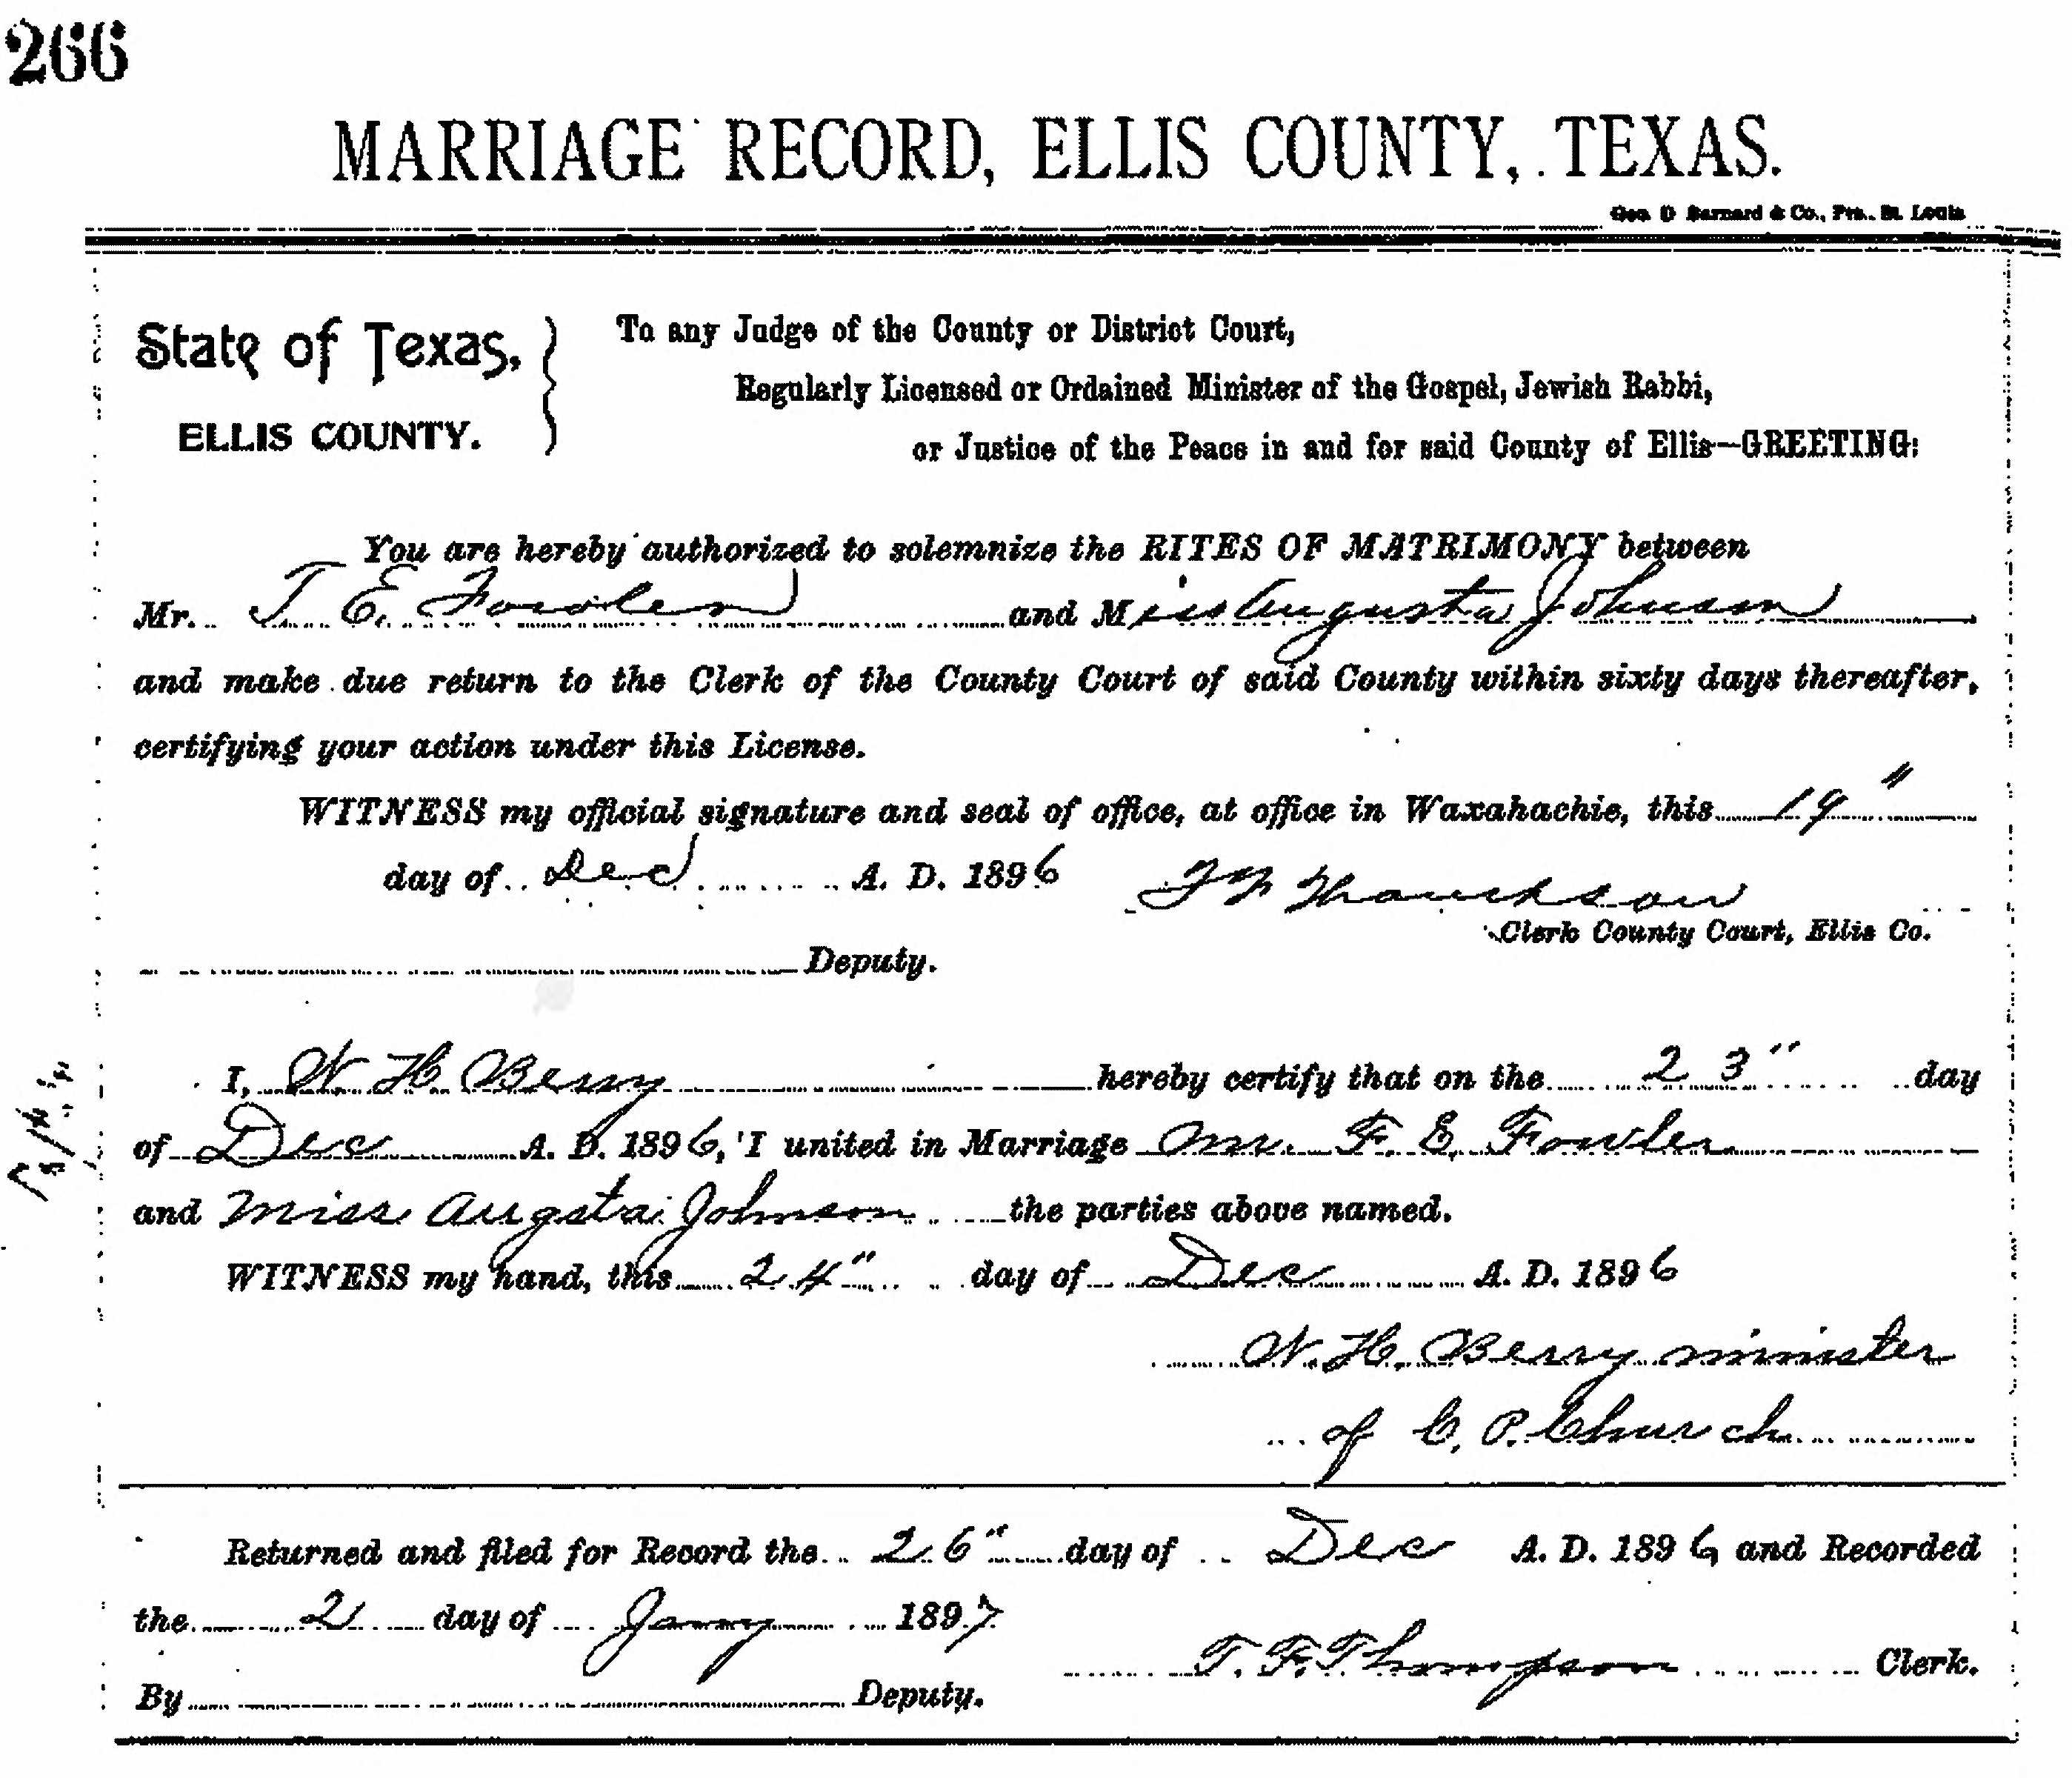 266
MARRIAGE RECORD, ELLIS COUNTY, TEXAS.
Geo. D Barnard & Co., Prs., St. Louis
State of Texas,
ELLIS COUNTY.
To any Judge of the County or District Court,
Regularly Licensed or Ordained Minister of the Gospel, Jewish Rabbi,
or Justice of the Peace in and for said County of Ellis—GREETING:
You are hereby authorized to solemnize the RITES OF MATRIMONY between
Mr. T. E. Fowler and Miss Augusta Johnson
and make due return to the Clerk of the County Court of said County within sixty days thereafter,
certifying your action under this License.
WITNESS my official signature and seal of office, at office in Waxahachie, this 19"
day of Dec A. D. 1896
Clerk County Court, Ellis Co.
Deputy.
I, N. H. Berry hereby certify that on the 23" day
of Dec A. D. 1896, I united in Marriage Mr. F. E. Fowler
and Miss Augsta Johnson the parties above named.
WITNESS my hand, this 24" day of Dec A. D. 1896
N. H. Berry minister
of C. P. Church
Returned and filed for Record the 26" day of Dec A. D. 1896 and Recorded
the 2 day of Jany 1897
T. F. Thompson Clerk.
By Deputy.